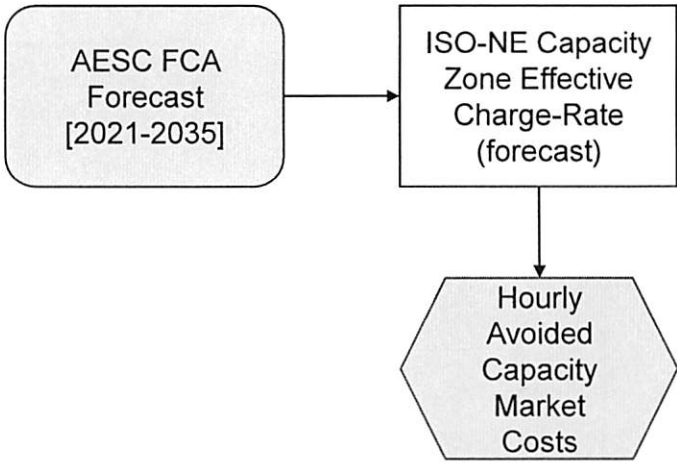 AESC FCA
Forecast
[2021-2035]
ISO-NE Capacity
Zone Effective
Charge-Rate
(forecast)
Hourly
Avoided
Capacity
Market
Costs